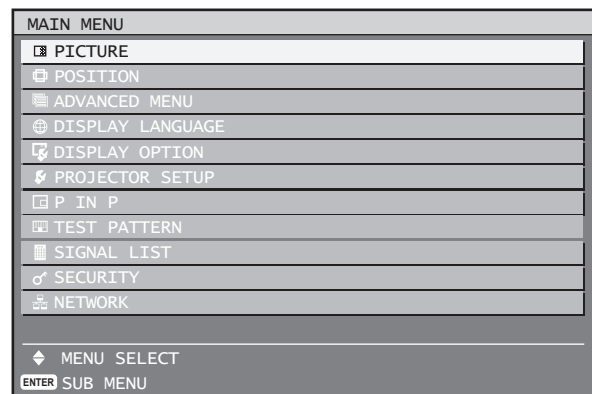 MAIN MENU
PICTURE
POSITION
ADVANCED MENU
DISPLAY LANGUAGE
DISPLAY OPTION
PROJECTOR SETUP
P IN P
TEST PATTERN
SIGNAL LIST
SECURITY
NETWORK
MENU SELECT
ENTER SUB MENU